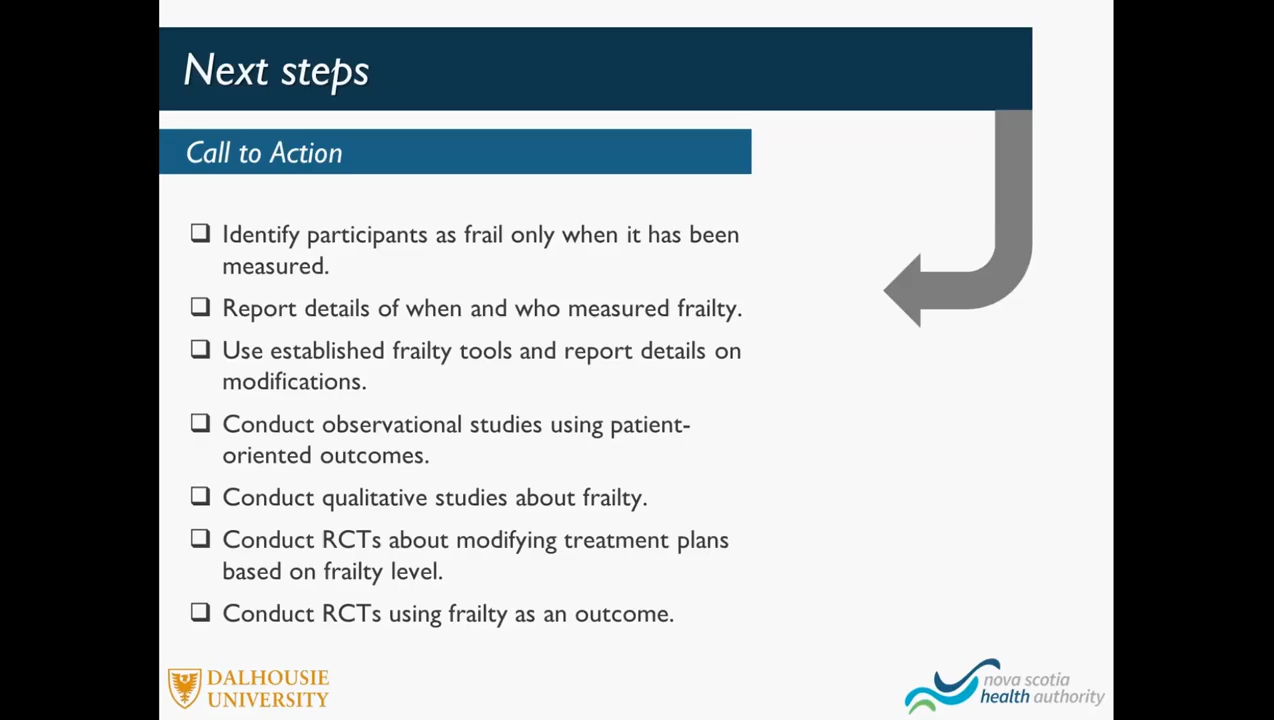 Next steps
Call to Action
Identify participants as frail only when it has been
measured.
Report details of when and who measured frailty.
Use established frailty tools and report details on
modifications.
Conduct observational studies using patient-
oriented outcomes.
Conduct qualitative studies about frailty.
Conduct RCTs about modifying treatment plans
based on frailty level.
Conduct RCTs using frailty as an outcome.
DALHOUSIE
UNIVERSITY
nova scotia
health authority